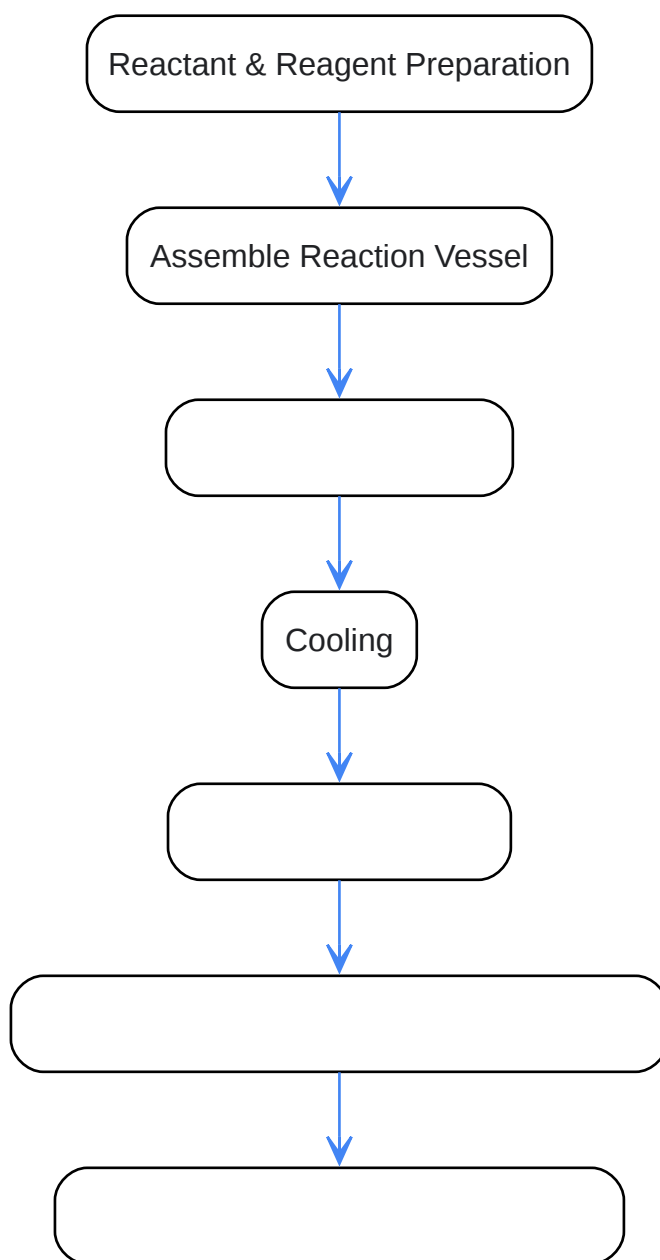 Reactant & Reagent Preparation
Assemble Reaction Vessel
Cooling